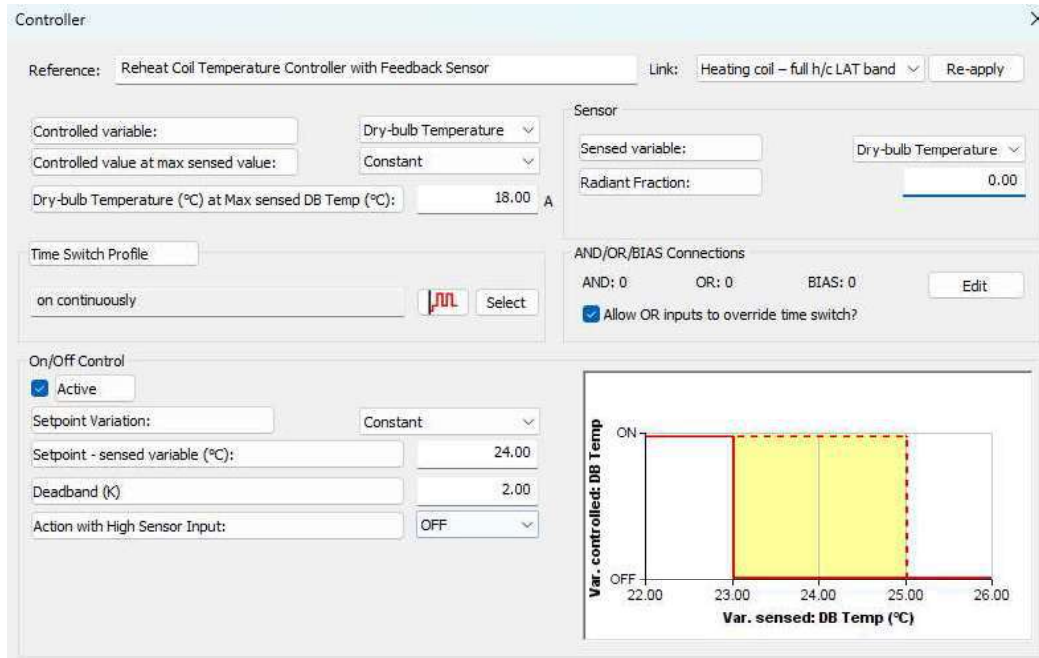 Controller
Reference: Reheat Coil Temperature Controller with Feedback Sensor Link: Heating coil – full h/c LAT band Re-apply
Controlled variable: Dry-bulb Temperature
Controlled value at max sensed value: Constant
Dry-bulb Temperature (°C) at Max sensed DB Temp (°C): 18.00 A
Sensor
Sensed variable: Dry-bulb Temperature
Radiant Fraction: 0.00
Time Switch Profile
on continuously Select
AND/OR/BIAS Connections
AND: 0 OR: 0 BIAS: 0 Edit
Allow OR inputs to override time switch?
On/Off Control
Active
Setpoint Variation: Constant
Setpoint - sensed variable (°C): 24.00
Deadband (K) 2.00
Action with High Sensor Input: OFF
Var. controlled: DB Temp
ON
OFF
22.00 23.00 24.00 25.00 26.00
Var. sensed: DB Temp (°C)